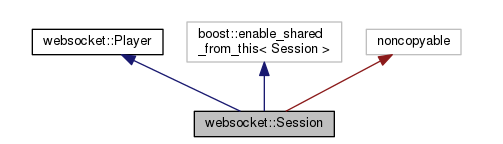 websocket::Player
boost::enable_shared
_from_this< Session >
noncopyable
websocket::Session